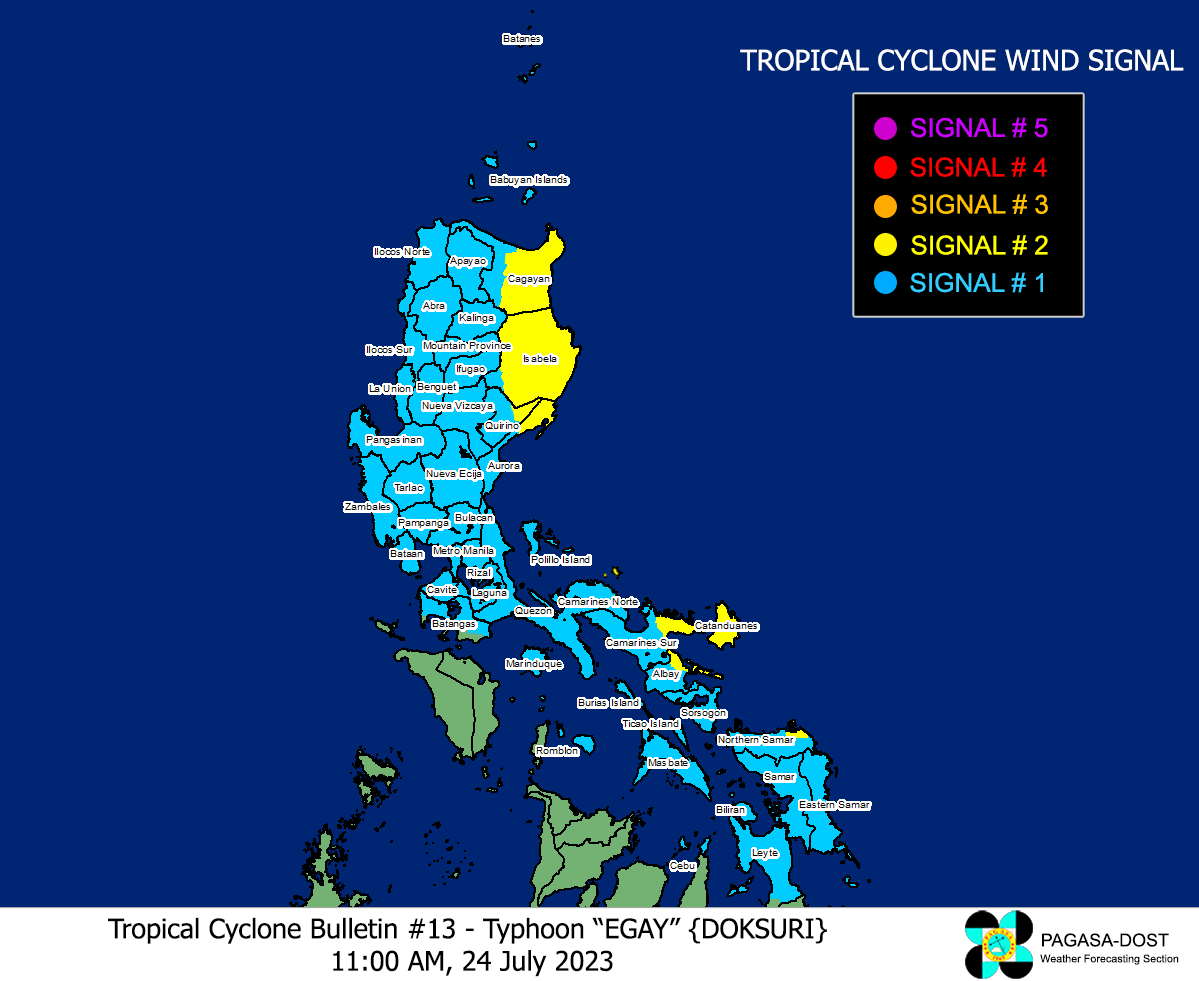 Batanes
TROPICAL CYCLONE WIND SIGNAL
SIGNAL # 5
SIGNAL # 4
SIGNAL # 3
SIGNAL # 2
SIGNAL # 1
Babuyan Islands
Ilocos Norte
Apayao
Cagayan
Abra
Kalinga
Ilocos Sur
Mountain Province
Isabela
Ifugao
La Union
Benguet
Nueva Vizcaya
Quirino
Pangasinan
Aurora
Nueva Ecija
Tarlac
Zambales
Pampanga
Bulacan
Bataan
Metro Manila
Polillo Island
Rizal
Cavite
Laguna
Camarines Norte
Quezon
Batangas
Catanduanes
Camarines Sur
Marinduque
Albay
Burias Island
Sorsogon
Ticao Island
Northern Samar
Romblon
Masbate
Samar
Eastern Samar
Biliran
Leyte
Cebu
Tropical Cyclone Bulletin #13 - Typhoon “EGAY” {DOKSURI}
11:00 AM, 24 July 2023
PAGASA
PAGASA-DOST
Weather Forecasting Section